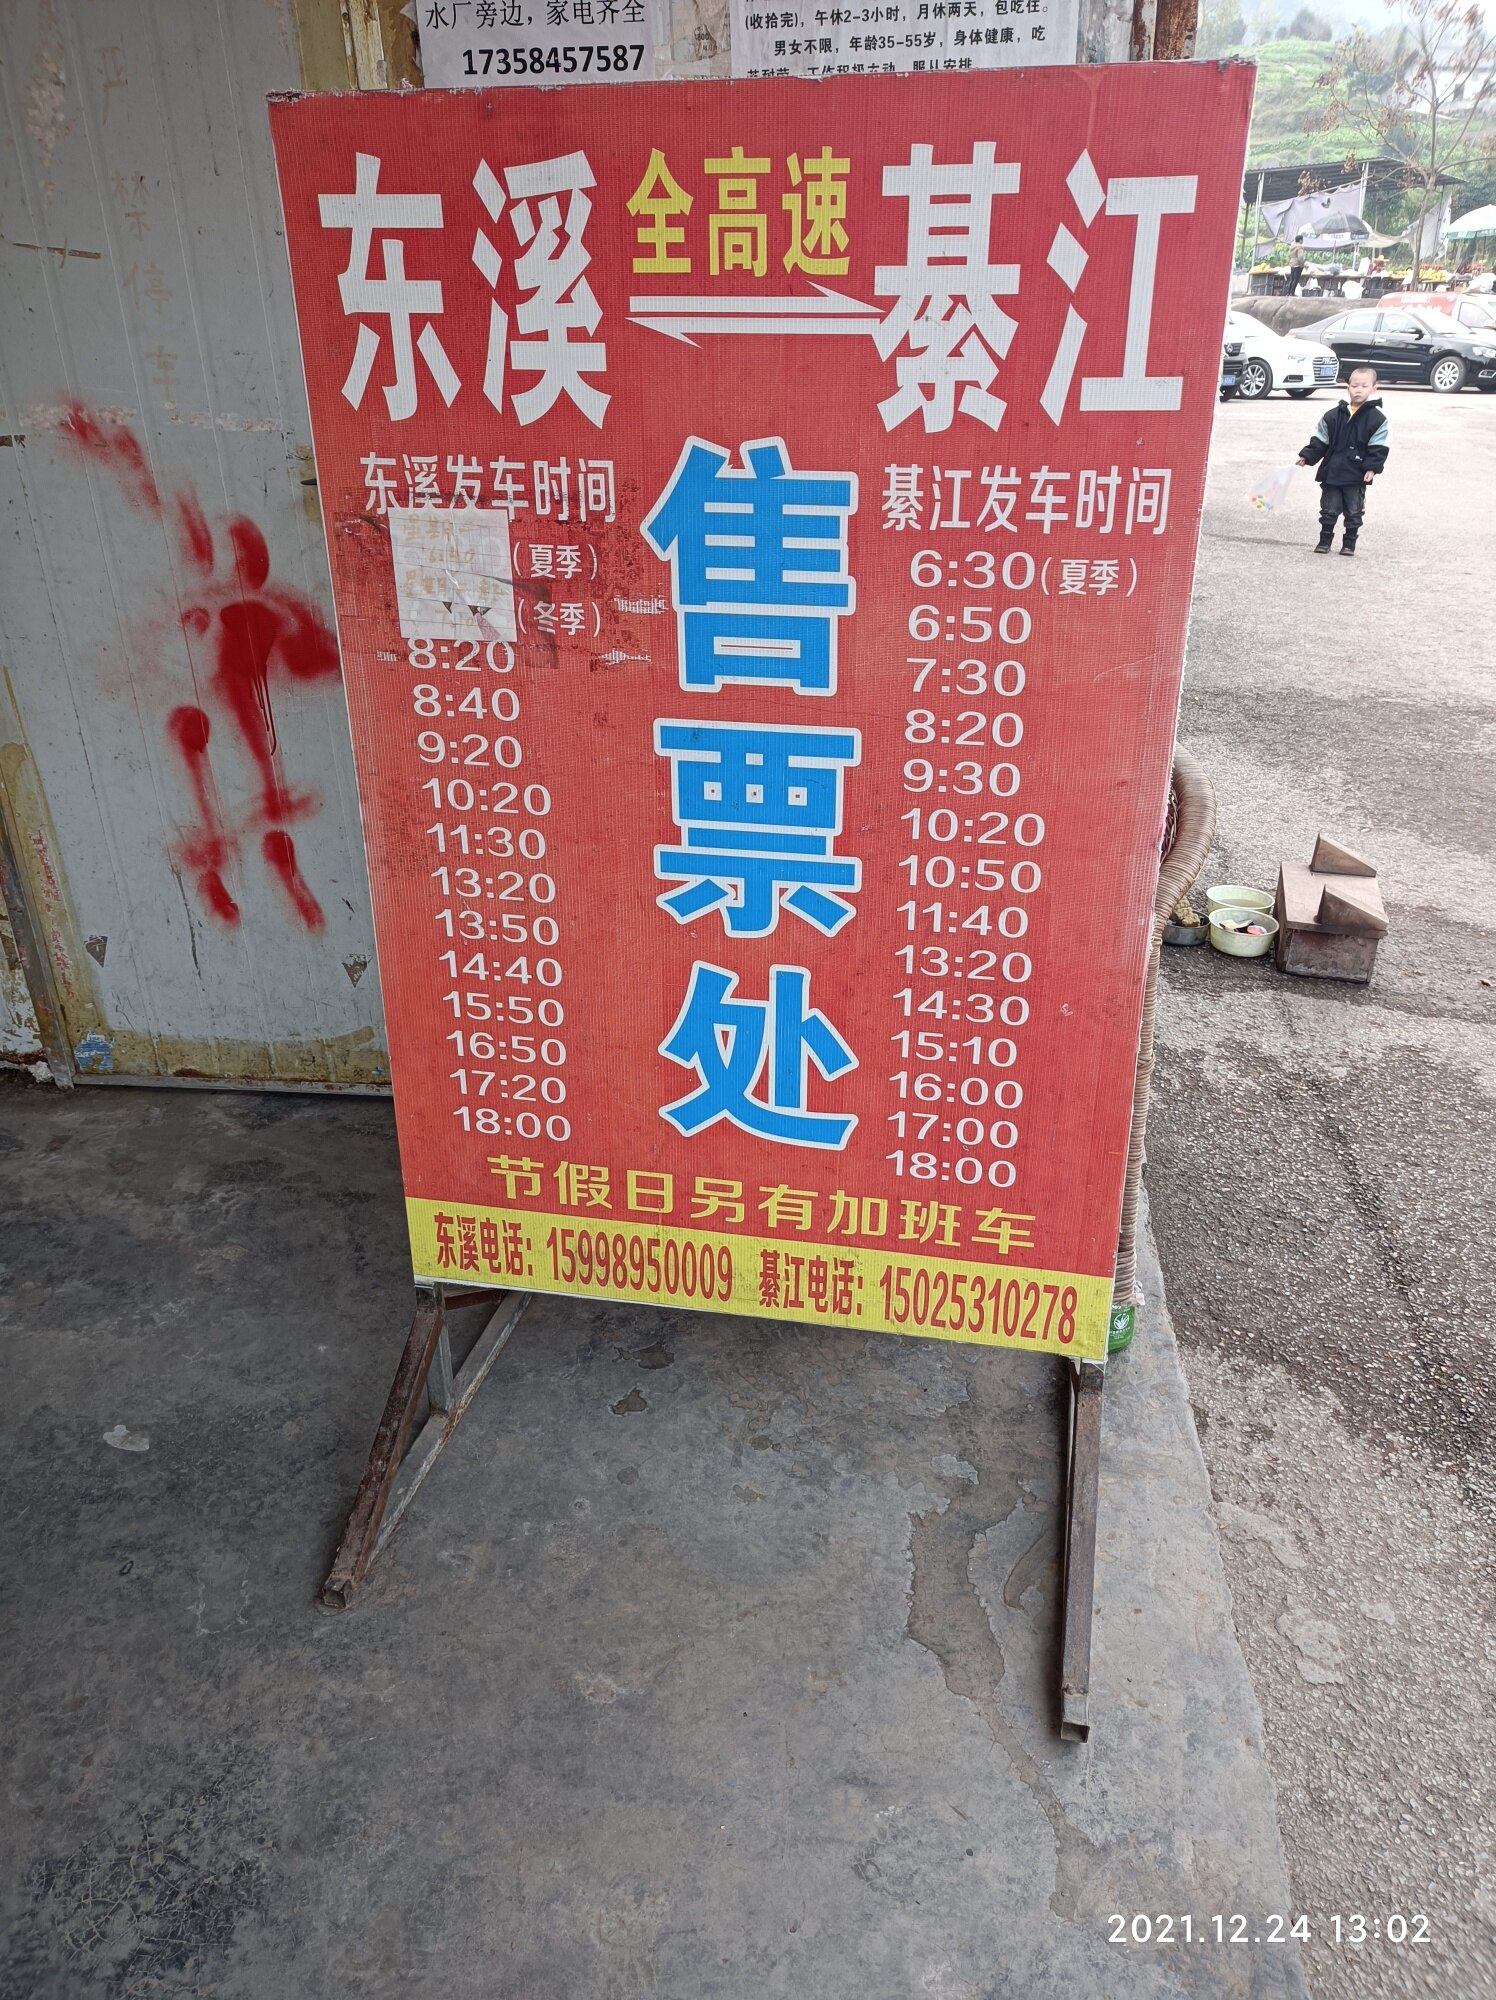 水厂旁边，家电齐全
17358457587
(收拾完)，午休2-3小时，月休两天，包吃住。
男女不限，年龄35-55岁，身体健康，吃
东溪 全高速 綦江
售票处
东溪发车时间
(夏季)
(冬季)
8:20
8:40
9:20
10:20
11:30
13:20
13:50
14:40
15:50
16:50
17:20
18:00
綦江发车时间
6:30(夏季)
6:50
7:30
8:20
9:30
10:20
10:50
11:40
13:20
14:30
15:10
16:00
17:00
18:00
节假日另有加班车
东溪电话：15998950009 綦江电话：15025310278
2021.12.24 13:02